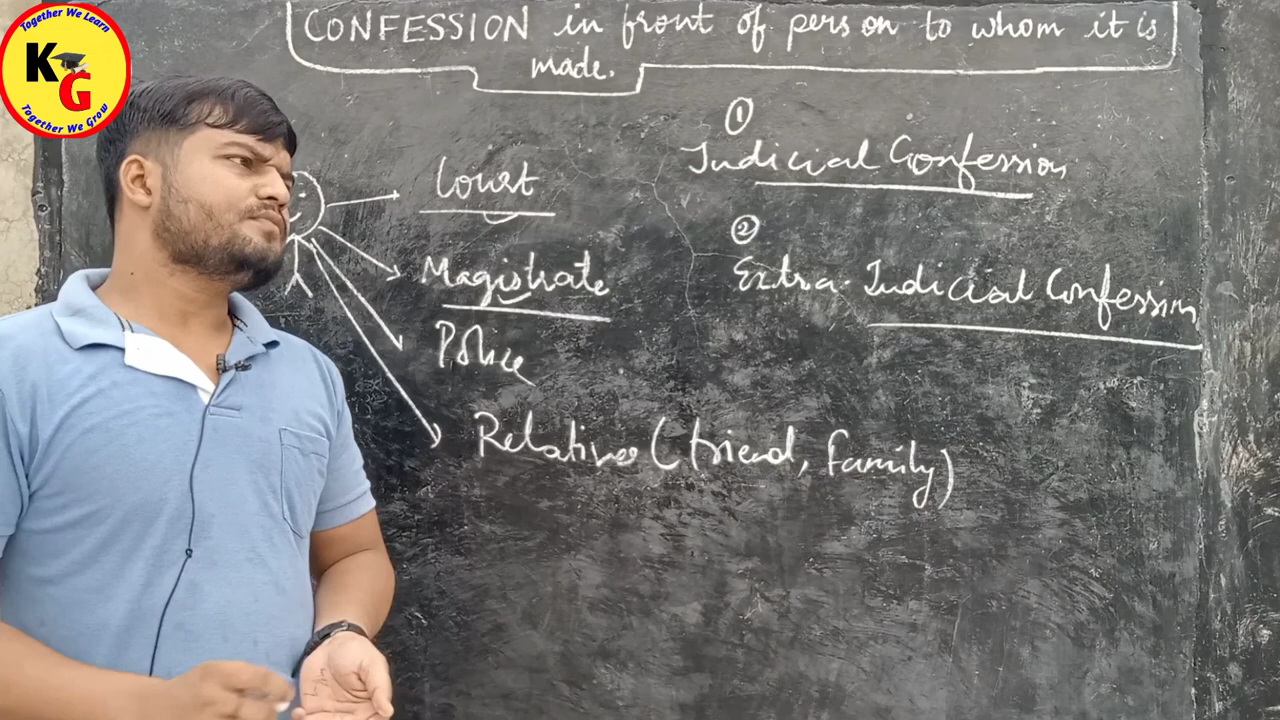 Together We Learn
KG
Together We Grow
CONFESSION in front of person to whom it is
made.
①
Judicial Confession
Court
②
Extra-Judicial Confession
Magistrate
Police
Relatives (friend, family)